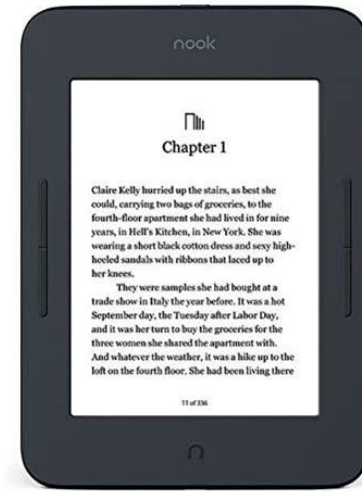 nook
Chapter 1
Claire Kelly hurried up the stairs, as best she
could, carrying two bags of groceries, to the
fourth-floor apartment she had lived in for nine
years, in Hell's Kitchen, in New York. She was
wearing a short black cotton dress and sexy high-
heeled sandals with ribbons that laced up to
her knees.
They were samples she had bought at a
trade show in Italy the year before. It was a hot
September day, the Tuesday after Labor Day,
and it was her turn to buy the groceries for the
three women she shared the apartment with.
And whatever the weather, it was a hike up to the
loft on the fourth floor. She had been living there
11 of 336